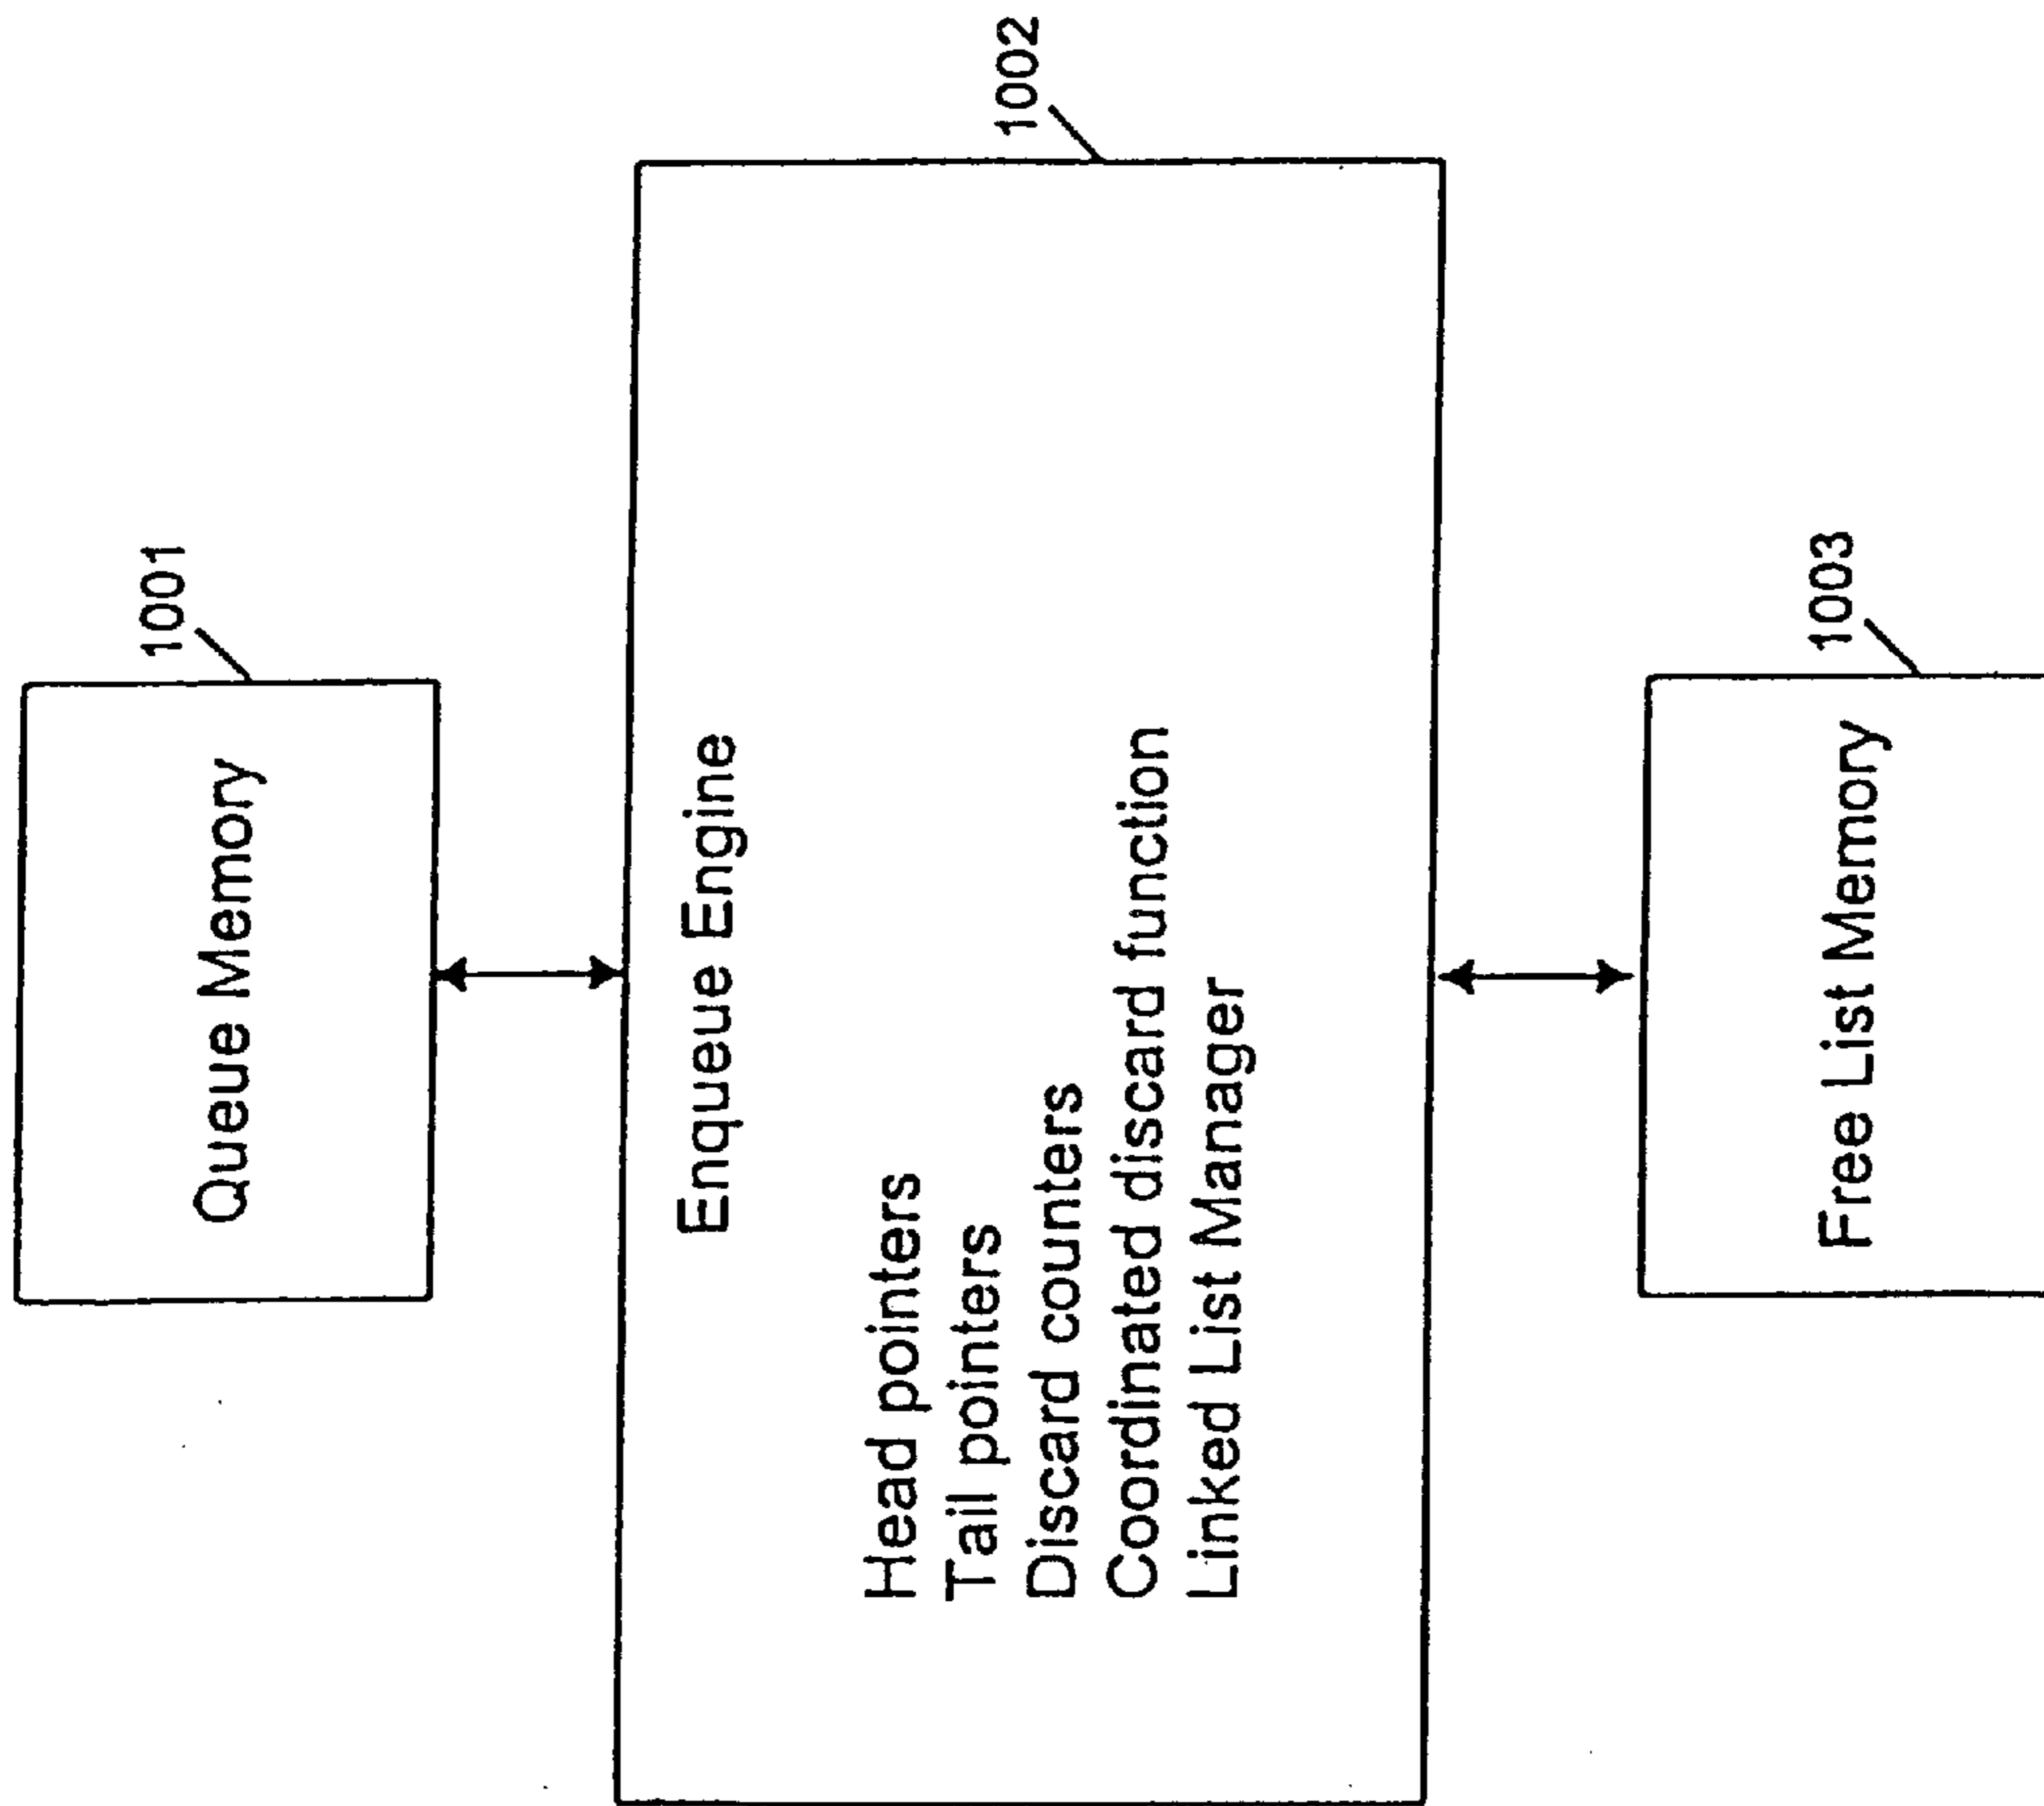 1001
Queue Memory
1002
Enqueue Engine
Head pointers
Tail pointers
Discard counters
Coordinated discard function
Linked List Manager
1003
Free List Memory